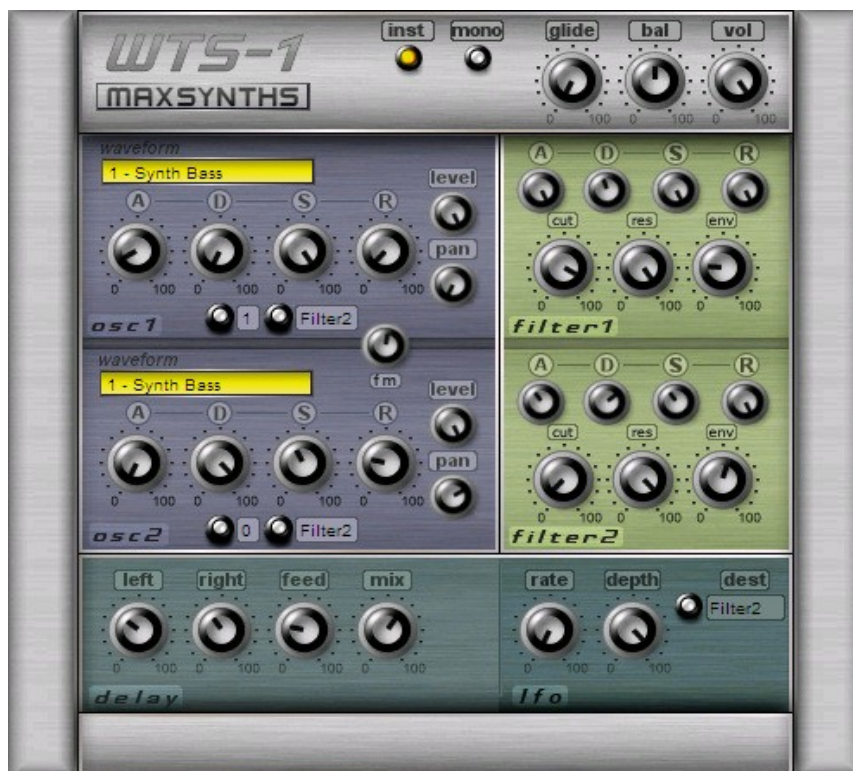 WTS-1
MAXSYNTHS
inst mono glide bal vol
0 100 0 100 0 100
waveform
1 - Synth Bass
A D S R level
pan
0 100 0 100 0 100 0 100
1 Filter2
osc1
A D S R
cut res env
0 100 0 100 0 100
filter1
fm
waveform
1 - Synth Bass
A D S R level
pan
0 100 0 100 0 100 0 100
0 Filter2
osc2
A D S R
cut res env
0 100 0 100 0 100
filter2
left right feed mix
0 100 0 100 0 100 0 100
delay
rate depth dest
Filter2
0 100 0 100
lfo